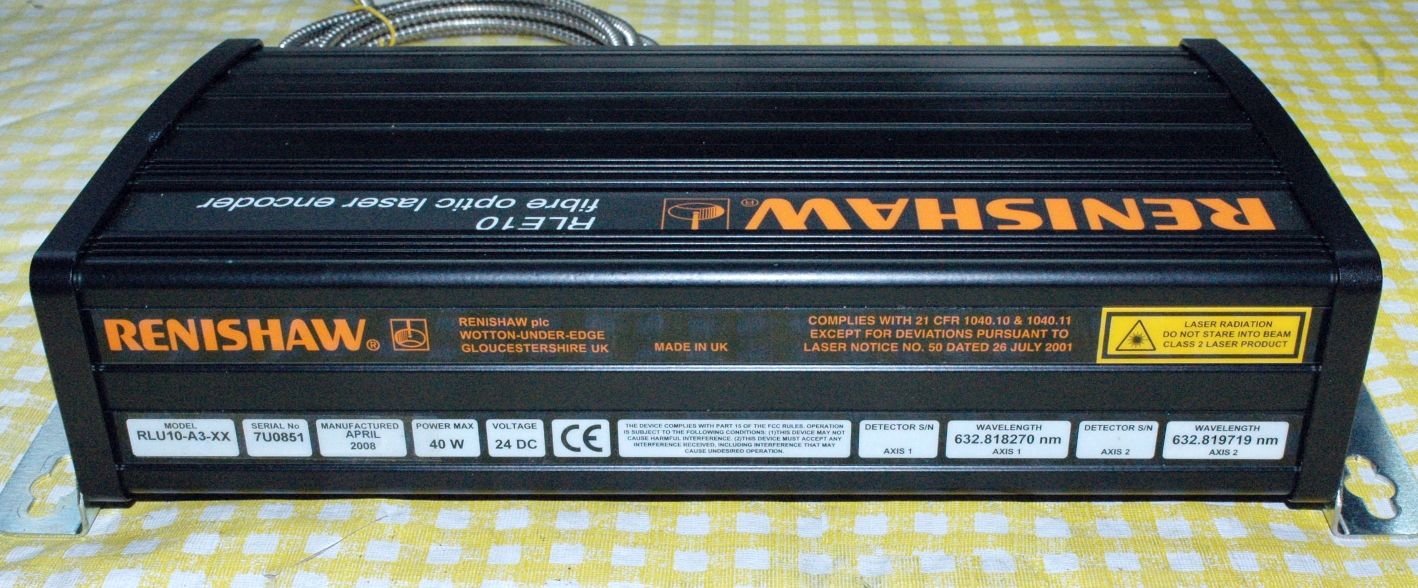 RENISHAW®
RLE10
fibre optic laser encoder
RENISHAW®
RENISHAW plc
WOTTON-UNDER-EDGE
GLOUCESTERSHIRE UK
MADE IN UK
COMPLIES WITH 21 CFR 1040.10 & 1040.11
EXCEPT FOR DEVIATIONS PURSUANT TO
LASER NOTICE NO. 50 DATED 26 JULY 2001
LASER RADIATION
DO NOT STARE INTO BEAM
CLASS 2 LASER PRODUCT
MODEL
RLU10-A3-XX
SERIAL No
7U0851
MANUFACTURED
APRIL
2008
POWER MAX
40 W
VOLTAGE
24 DC
CE
THE DEVICE COMPLIES WITH PART 15 OF THE FCC RULES. OPERATION
IS SUBJECT TO THE FOLLOWING CONDITIONS: (1)THIS DEVICE MAY NOT
CAUSE HARMFUL INTERFERENCE. (2)THIS DEVICE MUST ACCEPT ANY
INTERFERENCE RECEIVED, INCLUDING INTERFERENCE THAT MAY
CAUSE UNDESIRED OPERATION.
DETECTOR S/N
AXIS 1
WAVELENGTH
632.818270 nm
AXIS 1
DETECTOR S/N
AXIS 2
WAVELENGTH
632.819719 nm
AXIS 2